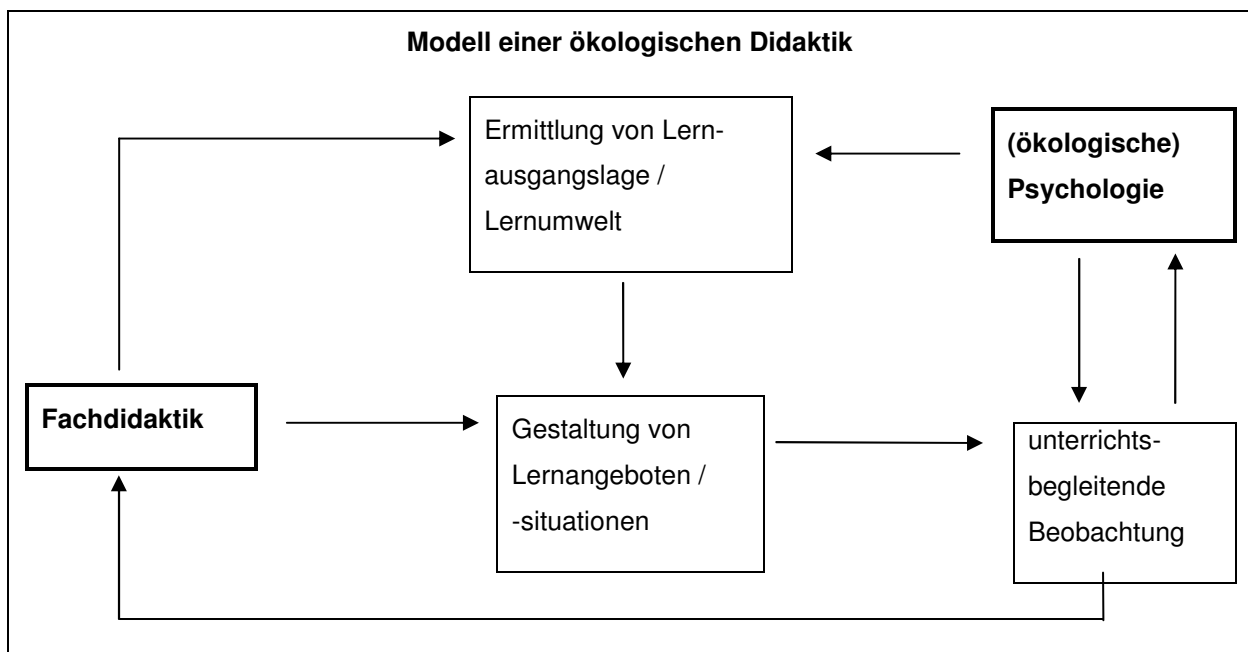 Modell einer ökologischen Didaktik
Ermittlung von Lern-
ausgangslage /
Lernumwelt
(ökologische)
Psychologie
Fachdidaktik
Gestaltung von
Lernangeboten /
-situationen
unterrichts-
begleitende
Beobachtung